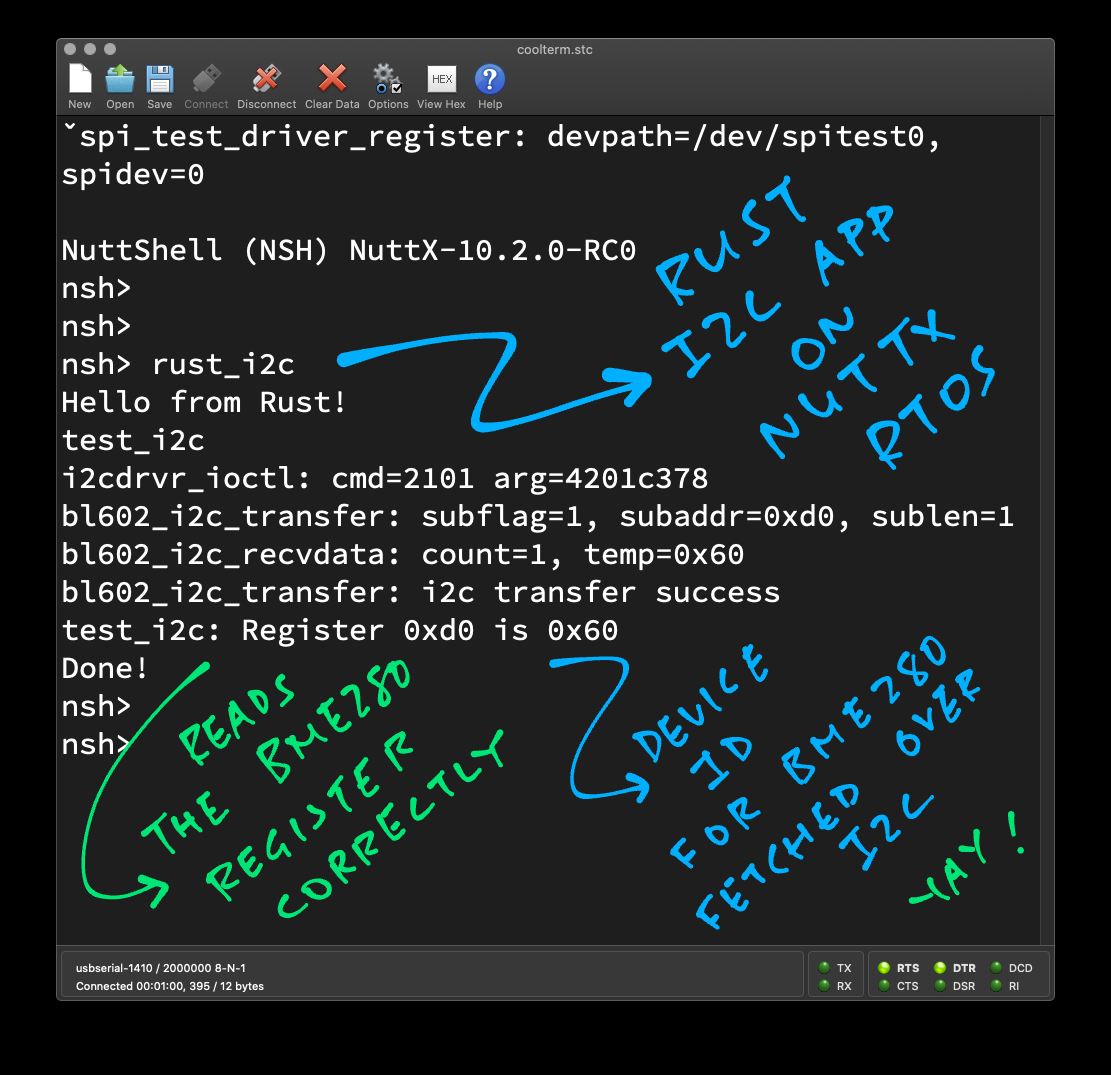 coolterm.stc
New Open Save Connect Disconnect Clear Data Options View Hex Help
HEX
ˇspi_test_driver_register: devpath=/dev/spitest0,
spidev=0
NuttShell (NSH) NuttX-10.2.0-RC0
nsh>
nsh>
nsh> rust_i2c
Hello from Rust!
test_i2c
i2cdrvr_ioctl: cmd=2101 arg=4201c378
bl602_i2c_transfer: subflag=1, subaddr=0xd0, sublen=1
bl602_i2c_recvdata: count=1, temp=0x60
bl602_i2c_transfer: i2c transfer success
test_i2c: Register 0xd0 is 0x60
Done!
nsh>
nsh>
RUST
I2C APP
ON
NUTTX
RTOS
READS
THE BME280
REGISTER
CORRECTLY
DEVICE
ID
FOR BME280
FETCHED OVER
I2C
YAY!
usbserial-1410 / 2000000 8-N-1
Connected 00:01:00, 395 / 12 bytes
TX RTS DTR DCD
RX CTS DSR RI